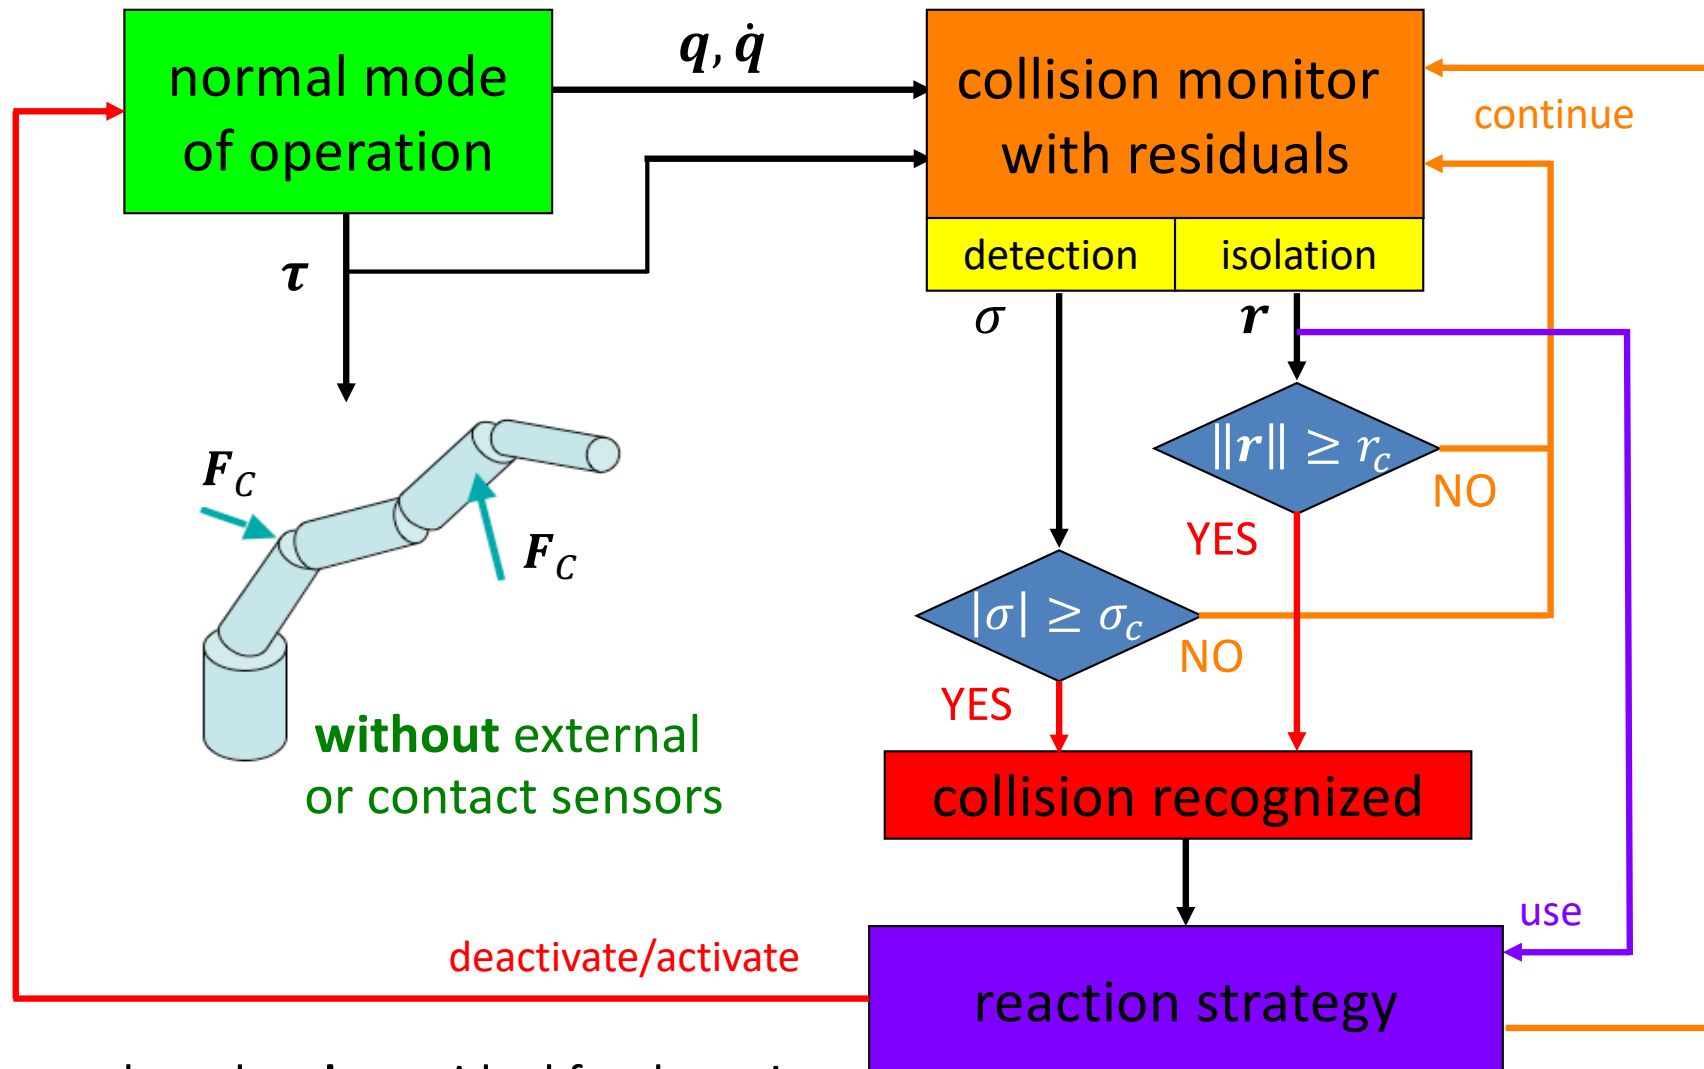 normal mode
of operation
q, q̇
collision monitor
with residuals
continue
detection
isolation
τ
σ
r
‖r‖ ≥ r_c
NO
YES
F_C
F_C
|σ| ≥ σ_c
NO
YES
without external
or contact sensors
collision recognized
use
deactivate/activate
reaction strategy